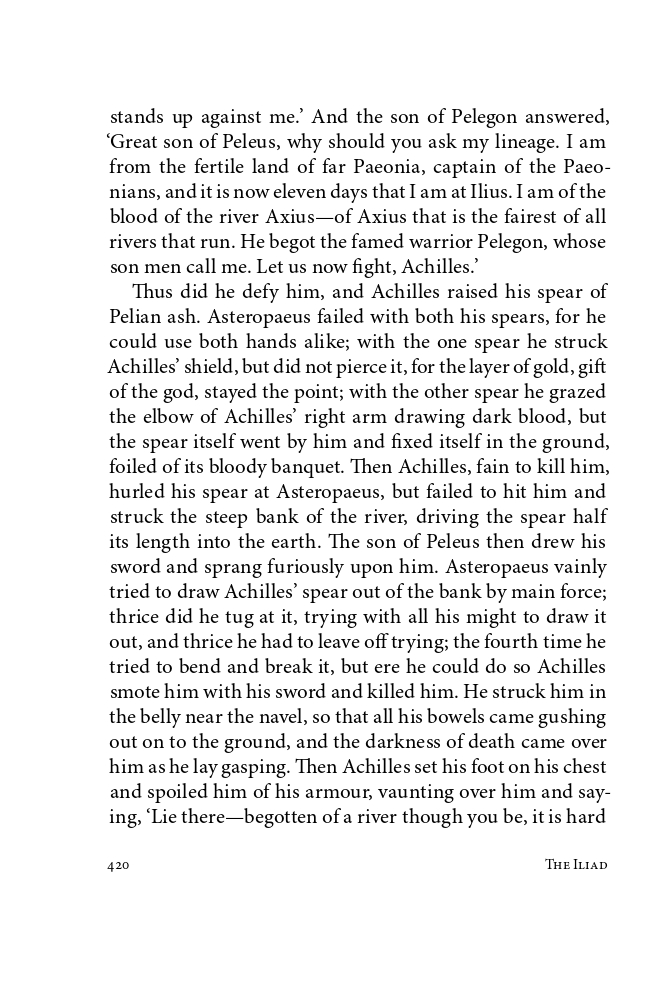 stands up against me.’ And the son of Pelegon answered,
‘Great son of Peleus, why should you ask my lineage. I am
from the fertile land of far Paeonia, captain of the Paeo-
nians, and it is now eleven days that I am at Ilius. I am of the
blood of the river Axius—of Axius that is the fairest of all
rivers that run. He begot the famed warrior Pelegon, whose
son men call me. Let us now fight, Achilles.’
Thus did he defy him, and Achilles raised his spear of
Pelian ash. Asteropaeus failed with both his spears, for he
could use both hands alike; with the one spear he struck
Achilles’ shield, but did not pierce it, for the layer of gold, gift
of the god, stayed the point; with the other spear he grazed
the elbow of Achilles’ right arm drawing dark blood, but
the spear itself went by him and fixed itself in the ground,
foiled of its bloody banquet. Then Achilles, fain to kill him,
hurled his spear at Asteropaeus, but failed to hit him and
struck the steep bank of the river, driving the spear half
its length into the earth. The son of Peleus then drew his
sword and sprang furiously upon him. Asteropaeus vainly
tried to draw Achilles’ spear out of the bank by main force;
thrice did he tug at it, trying with all his might to draw it
out, and thrice he had to leave off trying; the fourth time he
tried to bend and break it, but ere he could do so Achilles
smote him with his sword and killed him. He struck him in
the belly near the navel, so that all his bowels came gushing
out on to the ground, and the darkness of death came over
him as he lay gasping. Then Achilles set his foot on his chest
and spoiled him of his armour, vaunting over him and say-
ing, ‘Lie there—begotten of a river though you be, it is hard
420 The Iliad